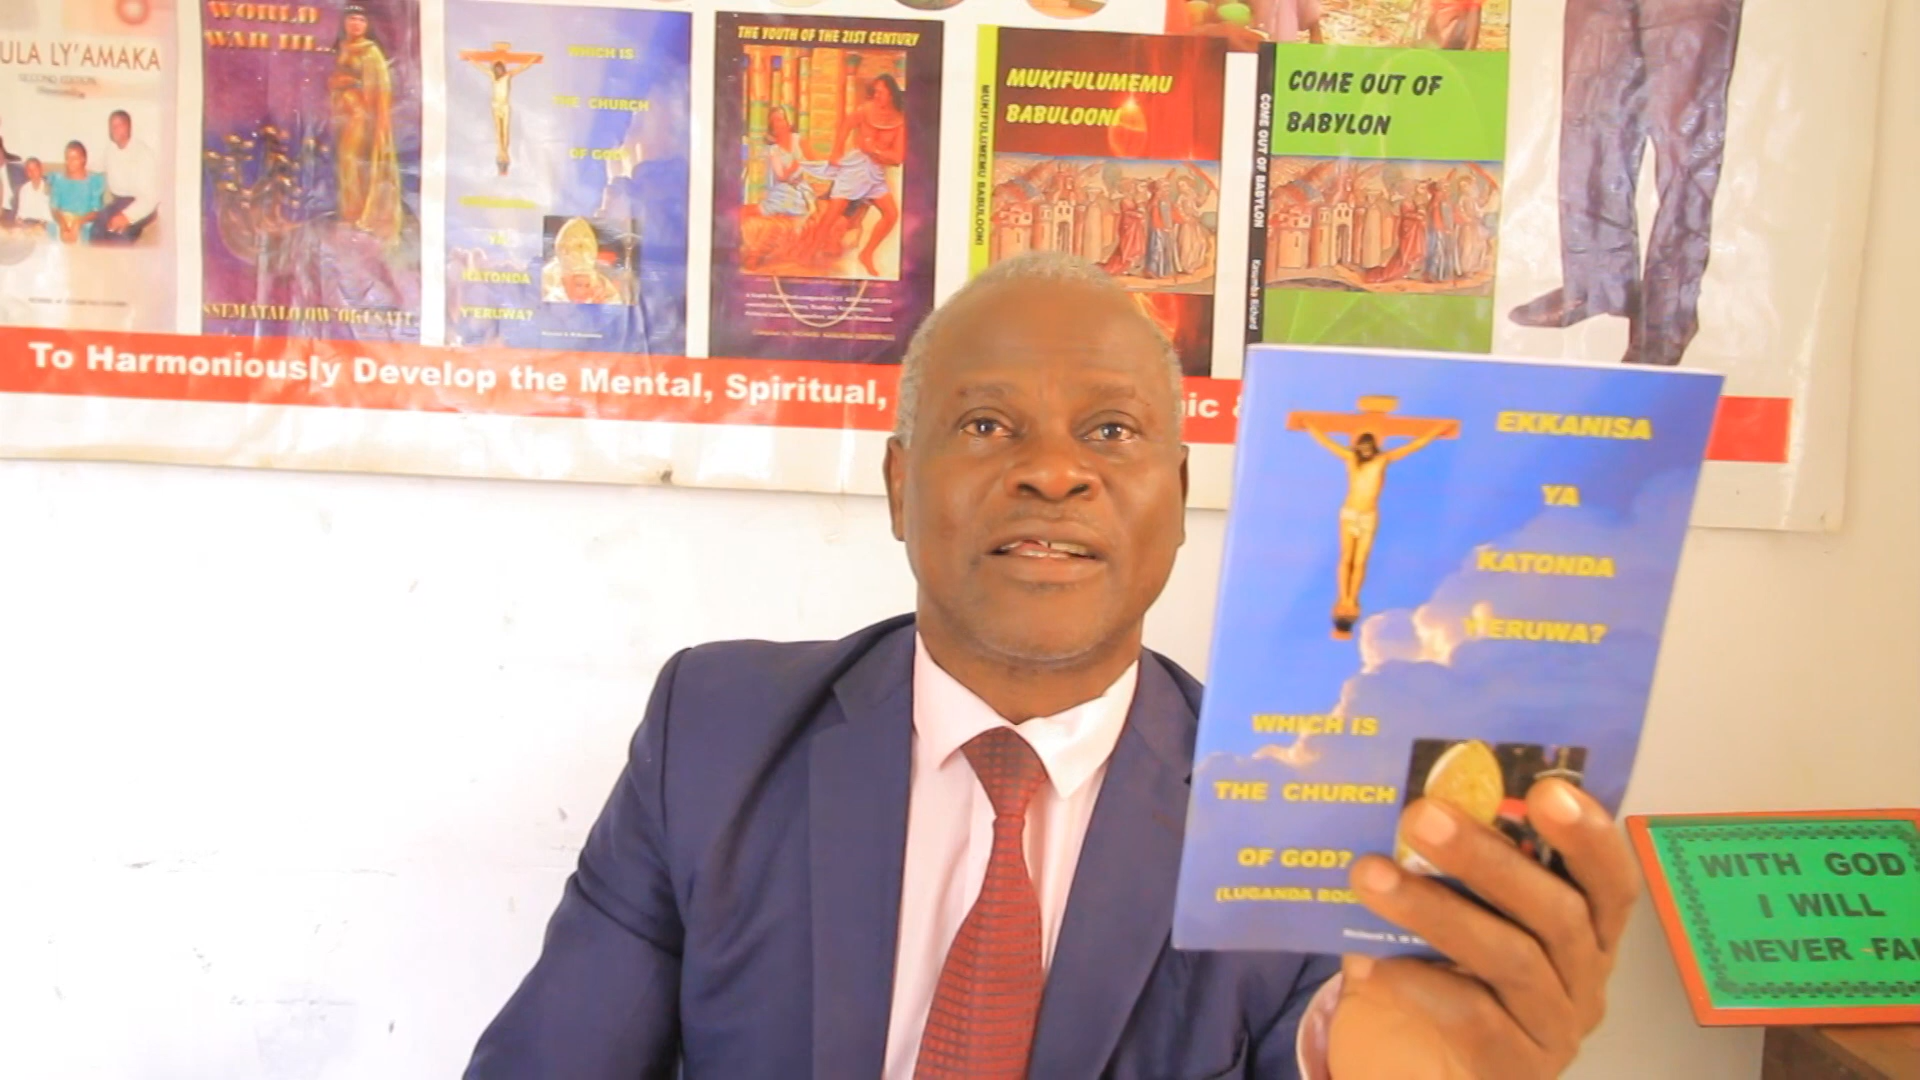 ULA LY'AMAKA
SECOND EDITION
WORLD
WAR III...
SSEMATALO OW'OKUSATU
WHICH IS
THE CHURCH
OF GOD
YA
KATONDA
Y'ERUWA?
THE YOUTH OF THE 21ST CENTURY
MUKIFULUMEMU BABULOONI
MUKIFULUMEMU
BABULOONI
COME OUT OF BABYLON
COME OUT OF
BABYLON
To Harmoniously Develop the Mental, Spiritual,
nic &
EKKANISA
YA
KATONDA
Y'ERUWA?
WHICH IS
THE CHURCH
OF GOD?
(LUGANDA BOO
WITH GOD
I WILL
NEVER FAI